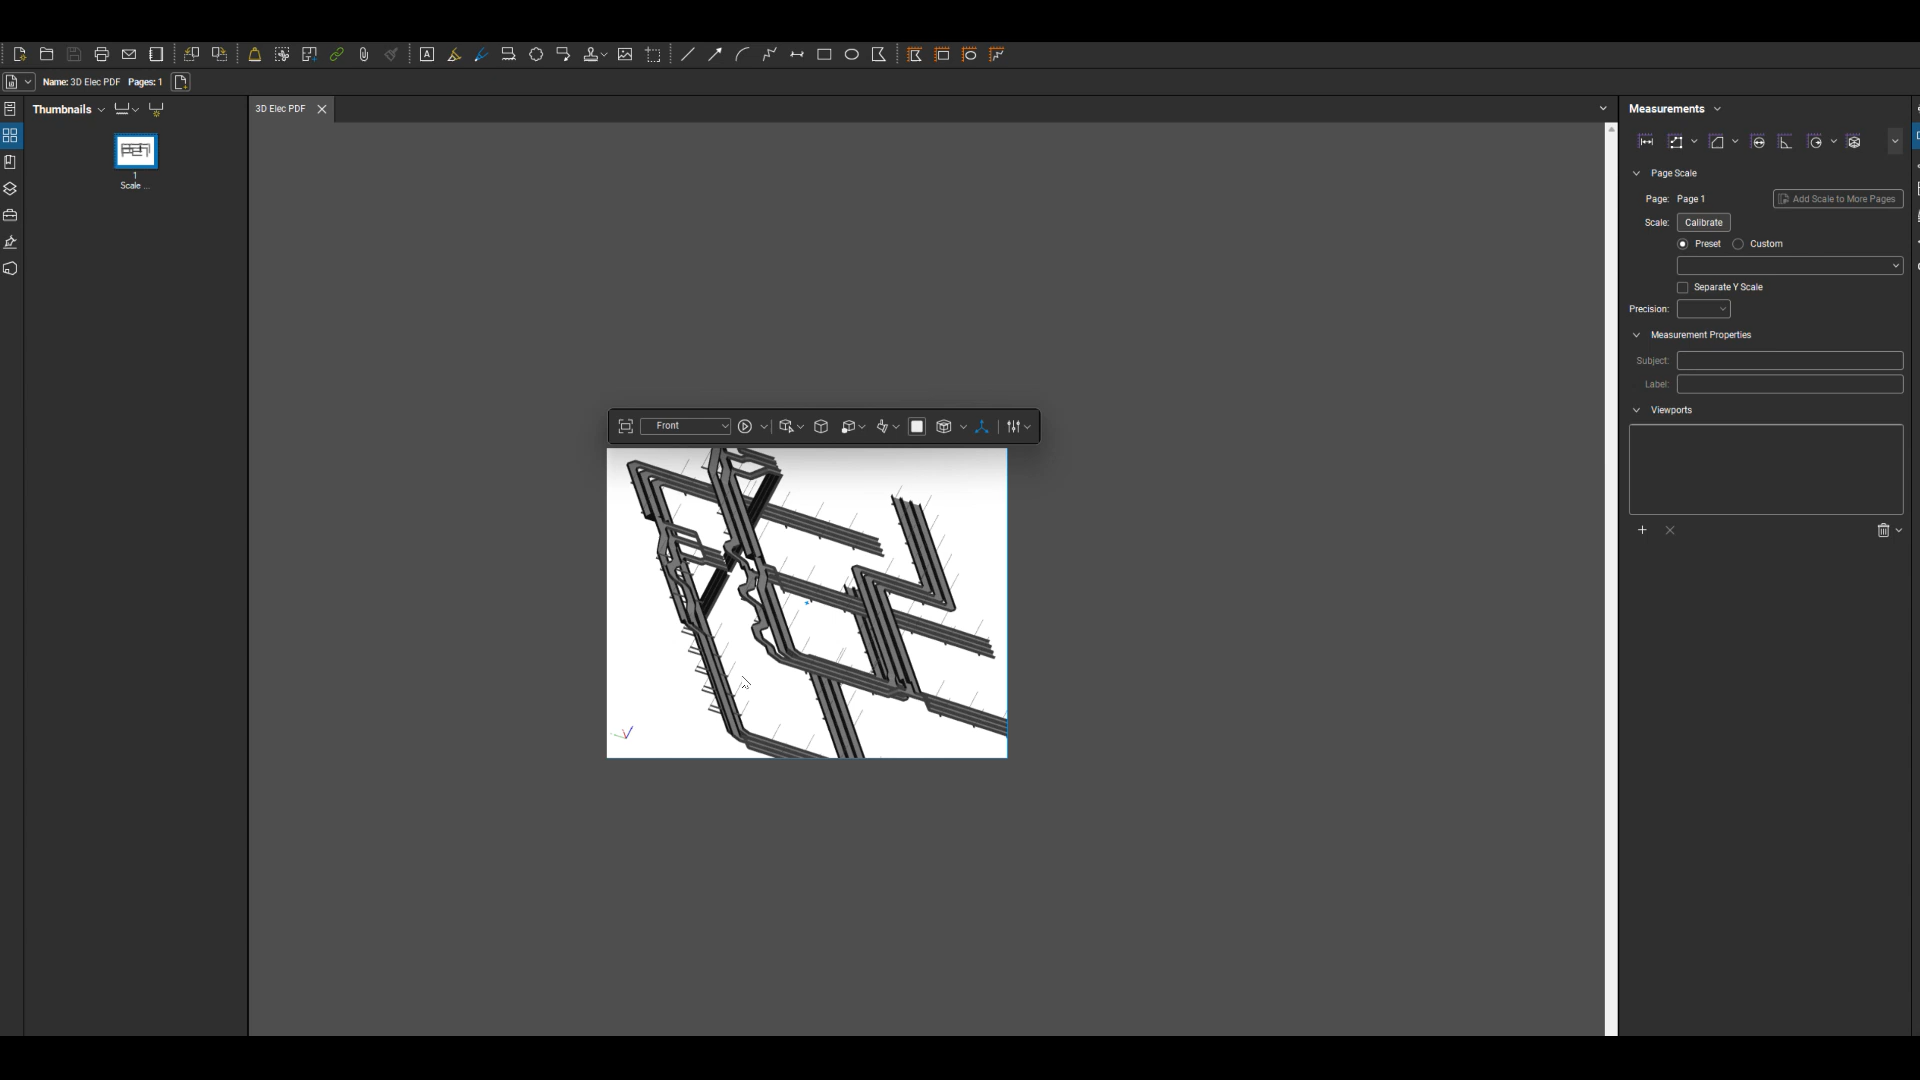 Name: 3D Elec PDF Pages: 1
Thumbnails
1
Scale ...
3D Elec PDF
Front
Measurements
Page Scale
Page: Page 1 Add Scale to More Pages
Scale: Calibrate
Preset Custom
Separate Y Scale
Precision:
Measurement Properties
Subject:
Label:
Viewports